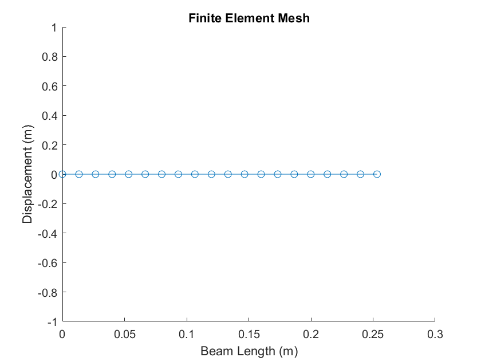 Finite Element Mesh
1
0.8
0.6
0.4
0.2
0
-0.2
-0.4
-0.6
-0.8
-1
Displacement (m)
0 0.05 0.1 0.15 0.2 0.25 0.3
Beam Length (m)